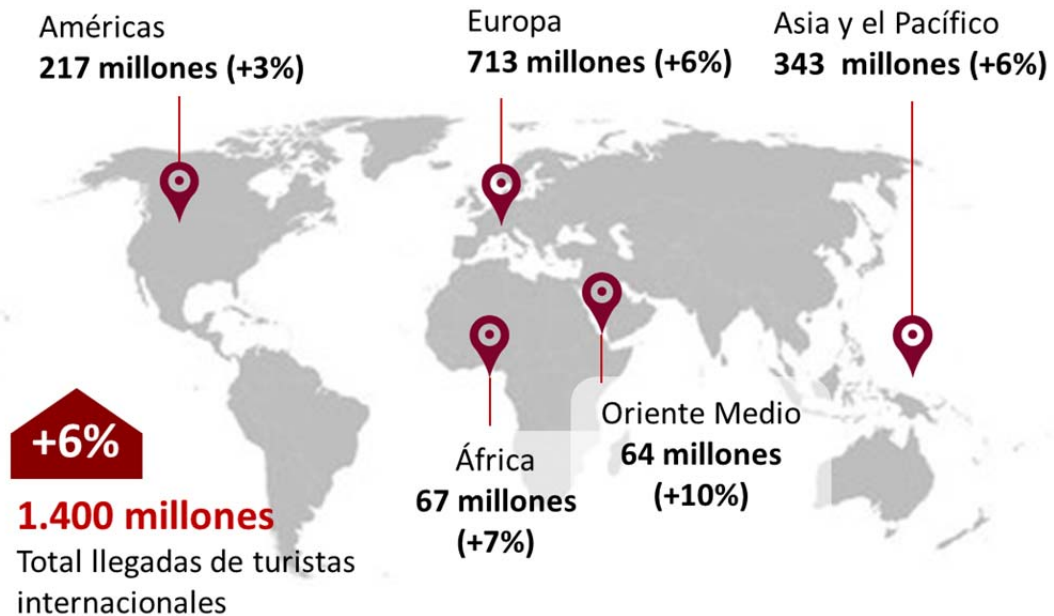 Américas
217 millones (+3%)
Europa
713 millones (+6%)
Asia y el Pacífico
343 millones (+6%)
Oriente Medio
64 millones
(+10%)
África
67 millones
(+7%)
+6%
1.400 millones
Total llegadas de turistas
internacionales